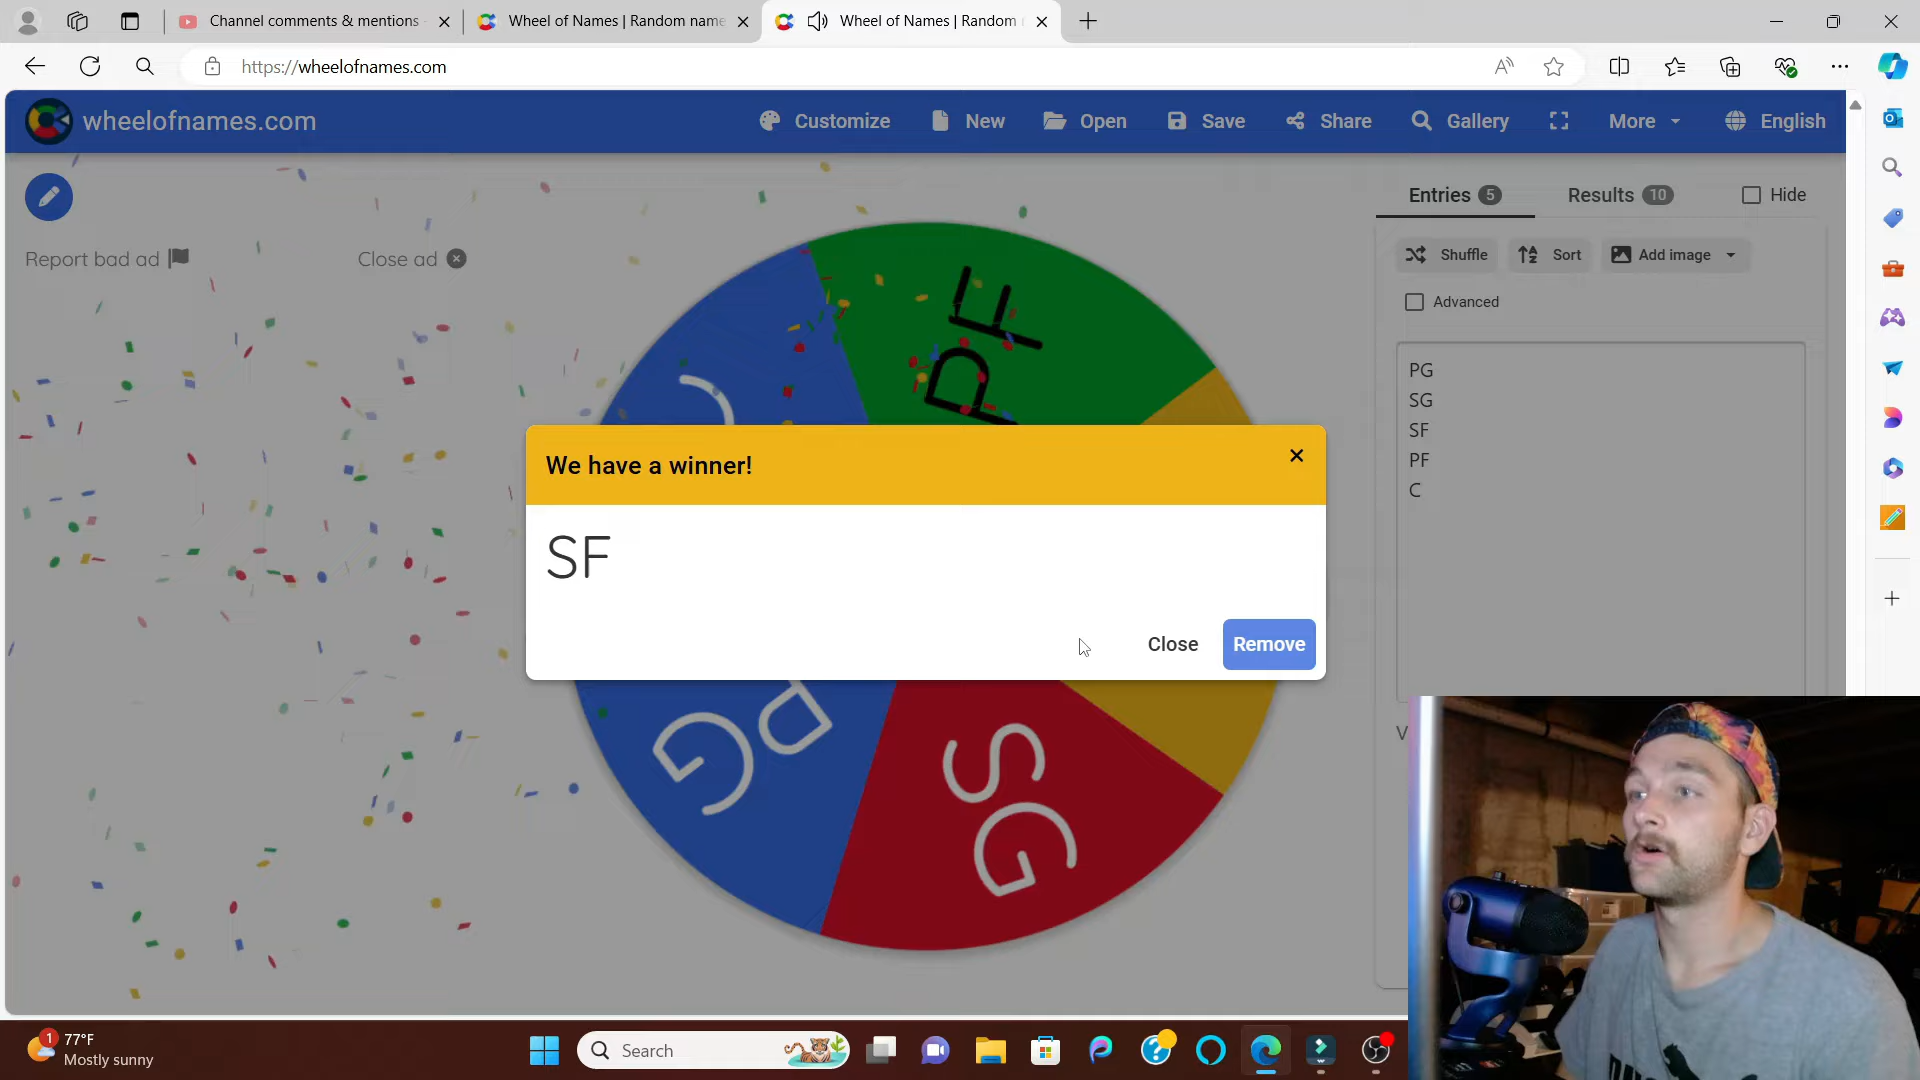 Channel comments & mentions
Wheel of Names | Random name
Wheel of Names | Random
https://wheelofnames.com
wheelofnames.com
Customize
New
Open
Save
Share
Gallery
More
English
Report bad ad
Close ad
Entries 5
Results 10
Hide
Shuffle
Sort
Add image
Advanced
PG
SG
SF
PF
C
PF
We have a winner!
SF
Close
Remove
PG
SG
1
77°F
Mostly sunny
Search